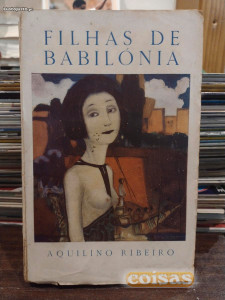 FILHAS DE
BABILÓNIA
AQUILINO RIBEIRO
coisas